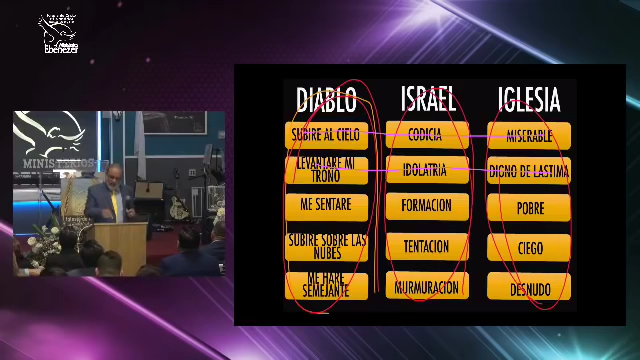 Ebenezer
MINISTERIOS
DIABLO
ISRAEL
IGLESIA
SUBIRE AL CIELO
CODICIA
MISERABLE
LEVANTARE MI
TRONO
IDOLATRIA
DIGNO DE LASTIMA
ME SENTARE
FORMACION
POBRE
SUBIRE SOBRE LAS
NUBES
TENTACION
CIEGO
ME HARE
SEMEJANTE
MURMURACION
DESNUDO